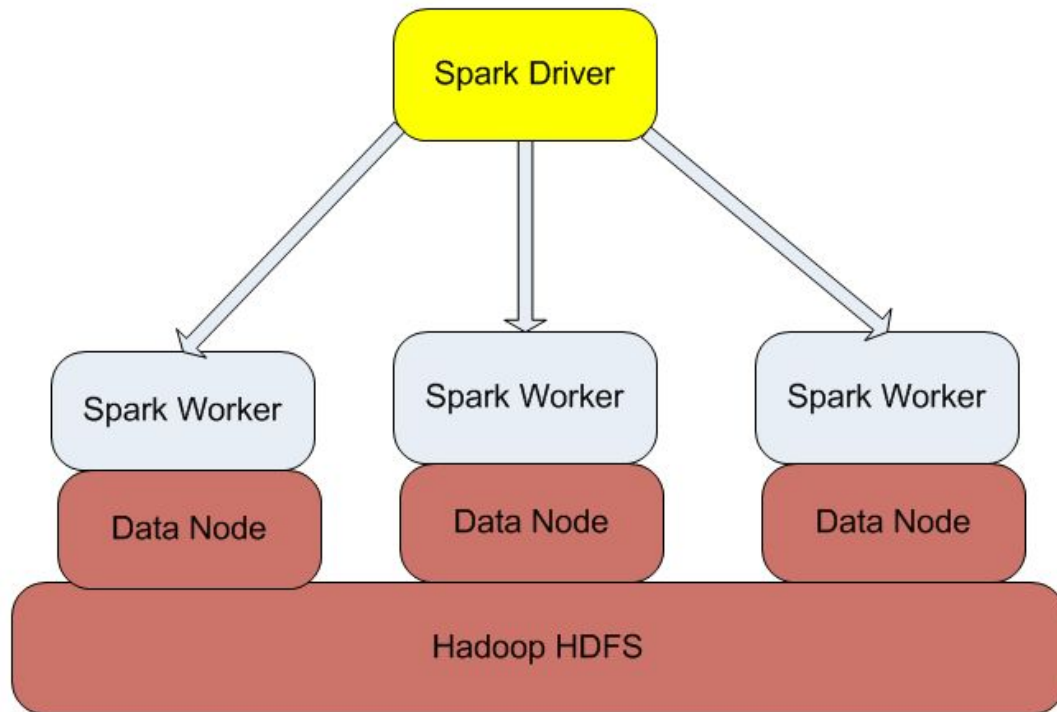 Spark Driver
Spark Worker
Spark Worker
Spark Worker
Data Node
Data Node
Data Node
Hadoop HDFS